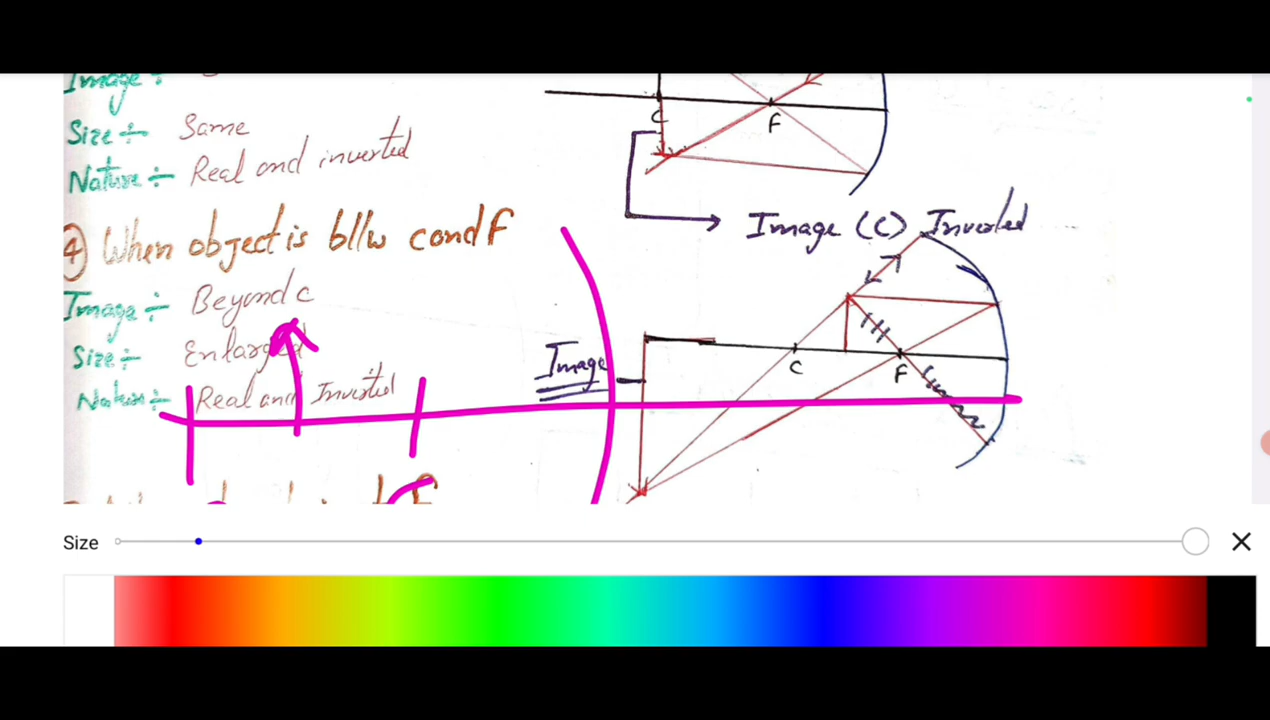 Image ÷
Size ÷ Same
Nature ÷ Real and inverted
C
F
Image (C) Inverted
④ When object is b/w C and F
Image ÷ Beyond C
Size ÷ Enlarged
Nature ÷ Real and Inverted
Image
C
F
Size